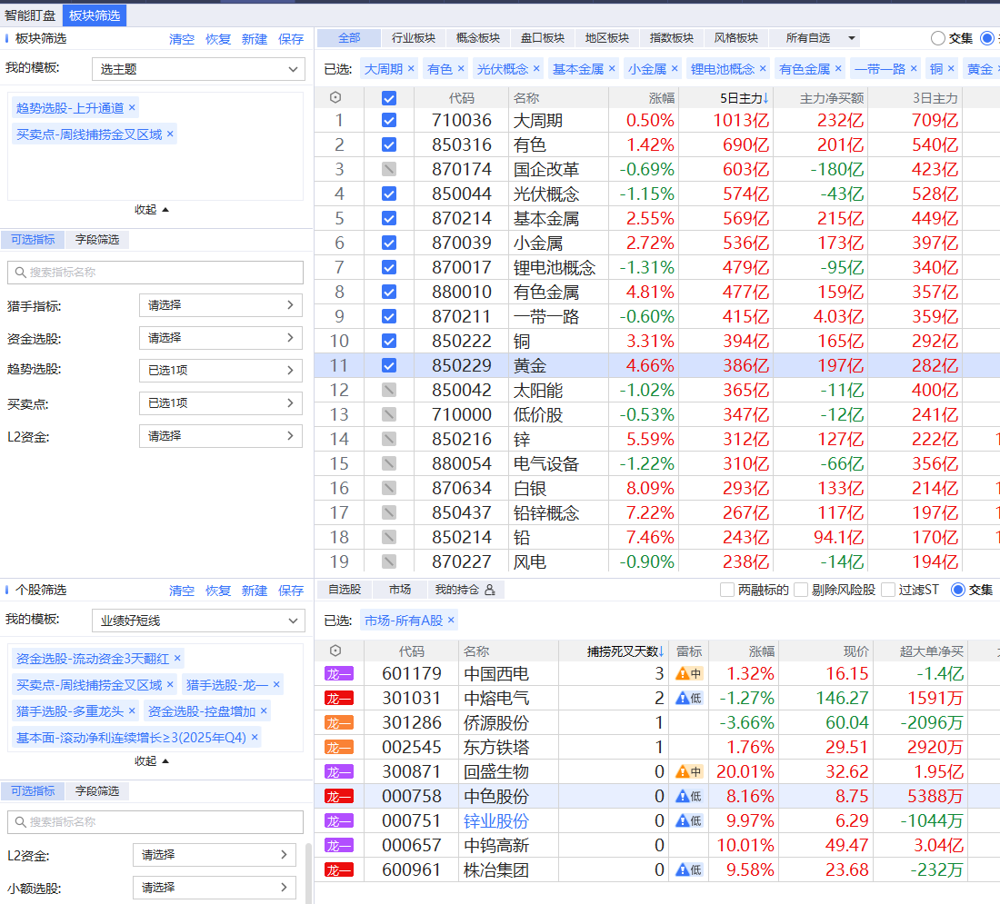 智能盯盘 板块筛选
板块筛选 清空 恢复 新建 保存
我的模板: 选主题
趋势选股-上升通道 ×
买卖点-周线捕捞金叉区域 ×
收起
可选指标 字段筛选
搜索指标名称
猎手指标: 请选择
资金选股: 请选择
趋势选股: 已选1项
买卖点: 已选1项
L2资金: 请选择
全部 行业板块 概念板块 盘口板块 地区板块 指数板块 风格板块 所有自选 交集
已选: 大周期 × 有色 × 光伏概念 × 基本金属 × 小金属 × 锂电池概念 × 有色金属 × 一带一路 × 铜 × 黄金 ×
代码 名称 涨幅 5日主力↓ 主力净买额 3日主力
1 710036 大周期 0.50% 1013亿 232亿 709亿
2 850316 有色 1.42% 690亿 201亿 540亿
3 870174 国企改革 -0.69% 603亿 -180亿 423亿
4 850044 光伏概念 -1.15% 574亿 -43亿 528亿
5 870214 基本金属 2.55% 569亿 215亿 449亿
6 870039 小金属 2.72% 536亿 173亿 397亿
7 870017 锂电池概念 -1.31% 479亿 -95亿 340亿
8 880010 有色金属 4.81% 477亿 159亿 357亿
9 870211 一带一路 -0.60% 415亿 4.03亿 359亿
10 850222 铜 3.31% 394亿 165亿 292亿
11 850229 黄金 4.66% 386亿 197亿 282亿
12 850042 太阳能 -1.02% 365亿 -11亿 400亿
13 710000 低价股 -0.53% 347亿 -12亿 241亿
14 850216 锌 5.59% 312亿 127亿 222亿
15 880054 电气设备 -1.22% 310亿 -66亿 356亿
16 870634 白银 8.09% 293亿 133亿 214亿
17 850437 铅锌概念 7.22% 267亿 117亿 197亿
18 850214 铅 7.46% 243亿 94.1亿 170亿
19 870227 风电 -0.90% 238亿 -14亿 194亿
个股筛选 清空 恢复 新建 保存
我的模板: 业绩好短线
资金选股-流动资金3天翻红 ×
买卖点-周线捕捞金叉区域 × 猎手选股-龙一 ×
猎手选股-多重龙头 × 资金选股-控盘增加 ×
基本面-滚动净利连续增长≥3(2025年Q4) ×
收起
可选指标 字段筛选
搜索指标名称
L2资金: 请选择
小额选股: 请选择
自选股 市场 我的持仓 两融标的 剔除风险股 过滤ST 交集
已选: 市场-所有A股 ×
代码 名称 捕捞死叉天数↓ 雷标 涨幅 现价 超大单净买
龙一 601179 中国西电 3 中 1.32% 16.15 -1.4亿
龙一 301031 中熔电气 2 低 -1.27% 146.27 1591万
龙一 301286 侨源股份 1 -3.66% 60.04 -2096万
龙一 002545 东方铁塔 1 1.76% 29.51 2920万
龙一 300871 回盛生物 0 中 20.01% 32.62 1.95亿
龙一 000758 中色股份 0 低 8.16% 8.75 5388万
龙一 000751 锌业股份 0 低 9.97% 6.29 -1044万
龙一 000657 中钨高新 0 10.01% 49.47 3.04亿
龙一 600961 株冶集团 0 低 9.58% 23.68 -232万